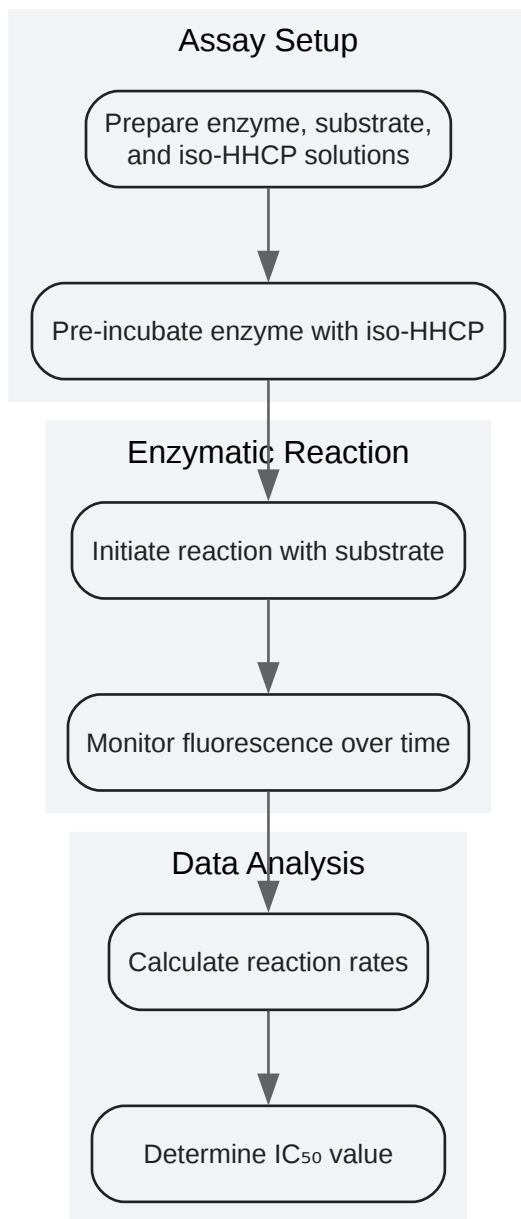 Assay Setup
Prepare enzyme, substrate,
and iso-HHCP solutions
Pre-incubate enzyme with iso-HHCP
Enzymatic Reaction
Initiate reaction with substrate
Monitor fluorescence over time
Data Analysis
Calculate reaction rates
Determine IC₅₀ value